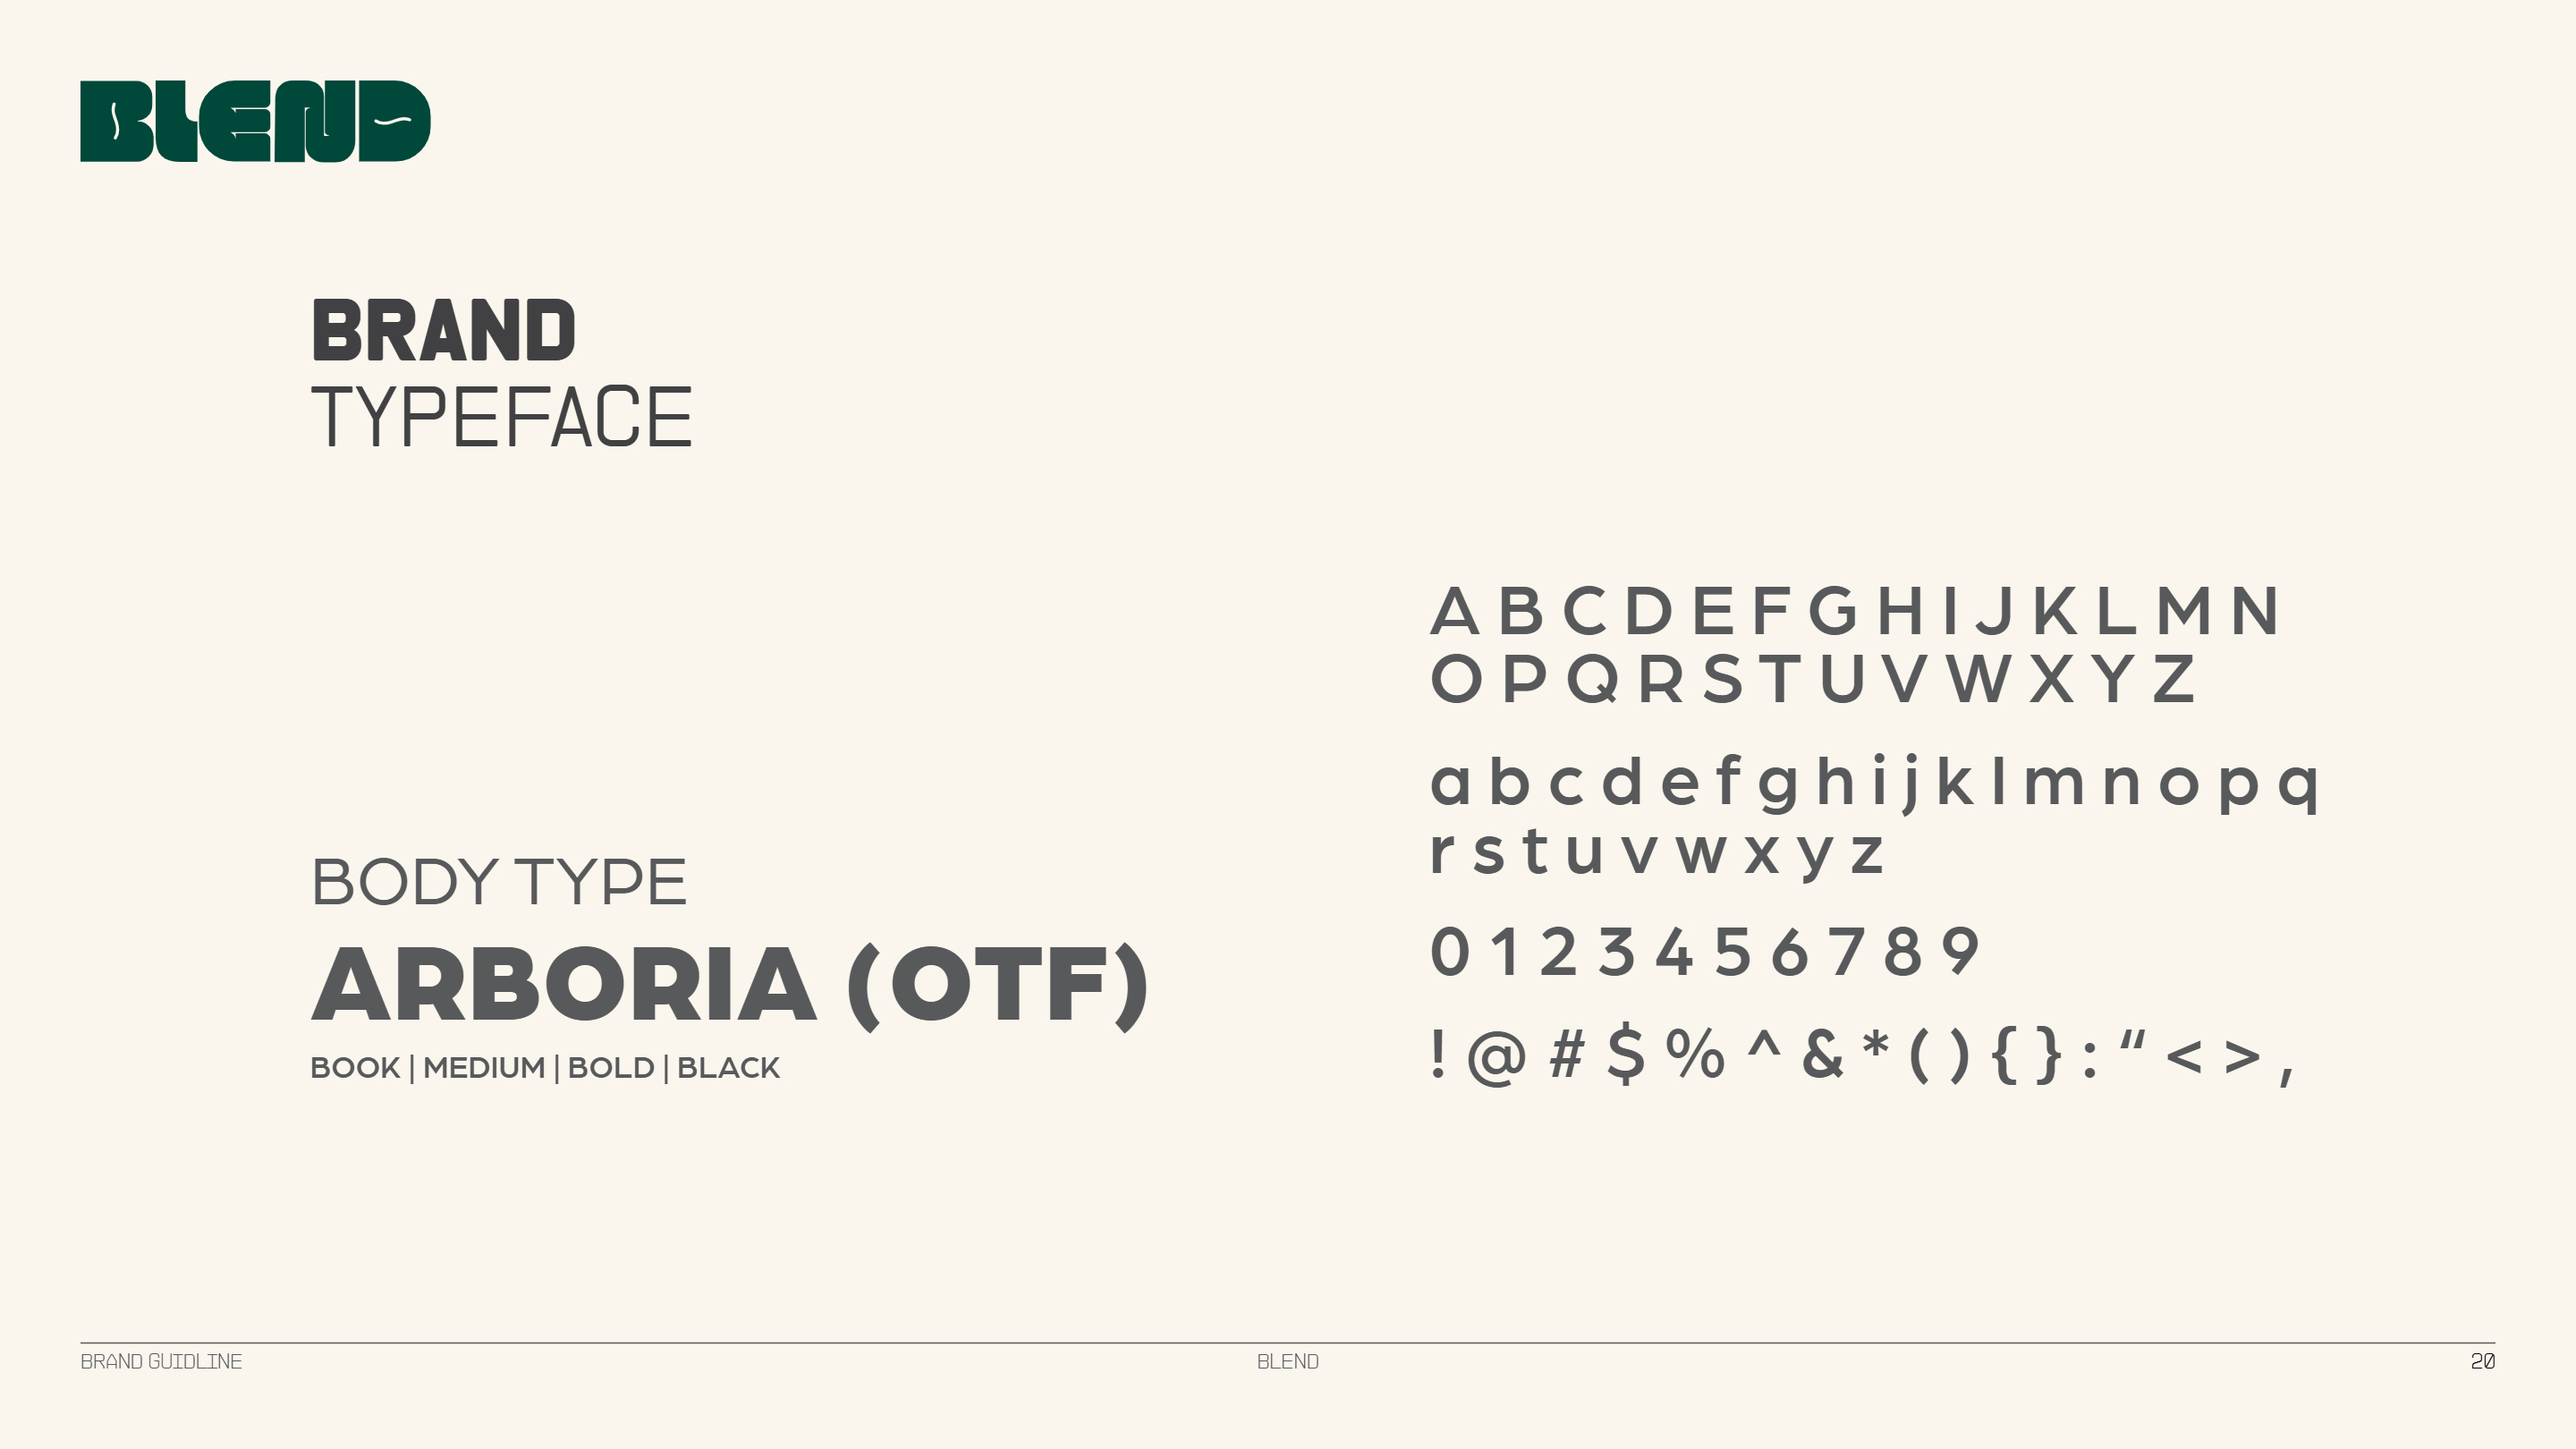 BLEND
BRAND
TYPEFACE
BODY TYPE
ARBORIA (OTF)
BOOK | MEDIUM | BOLD | BLACK
A B C D E F G H I J K L M N
O P Q R S T U V W X Y Z
a b c d e f g h i j k l m n o p q
r s t u v w x y z
0 1 2 3 4 5 6 7 8 9
! @ # $ % ^ & * ( ) { } : “ < > ,
BRAND GUIDLINE
BLEND
20